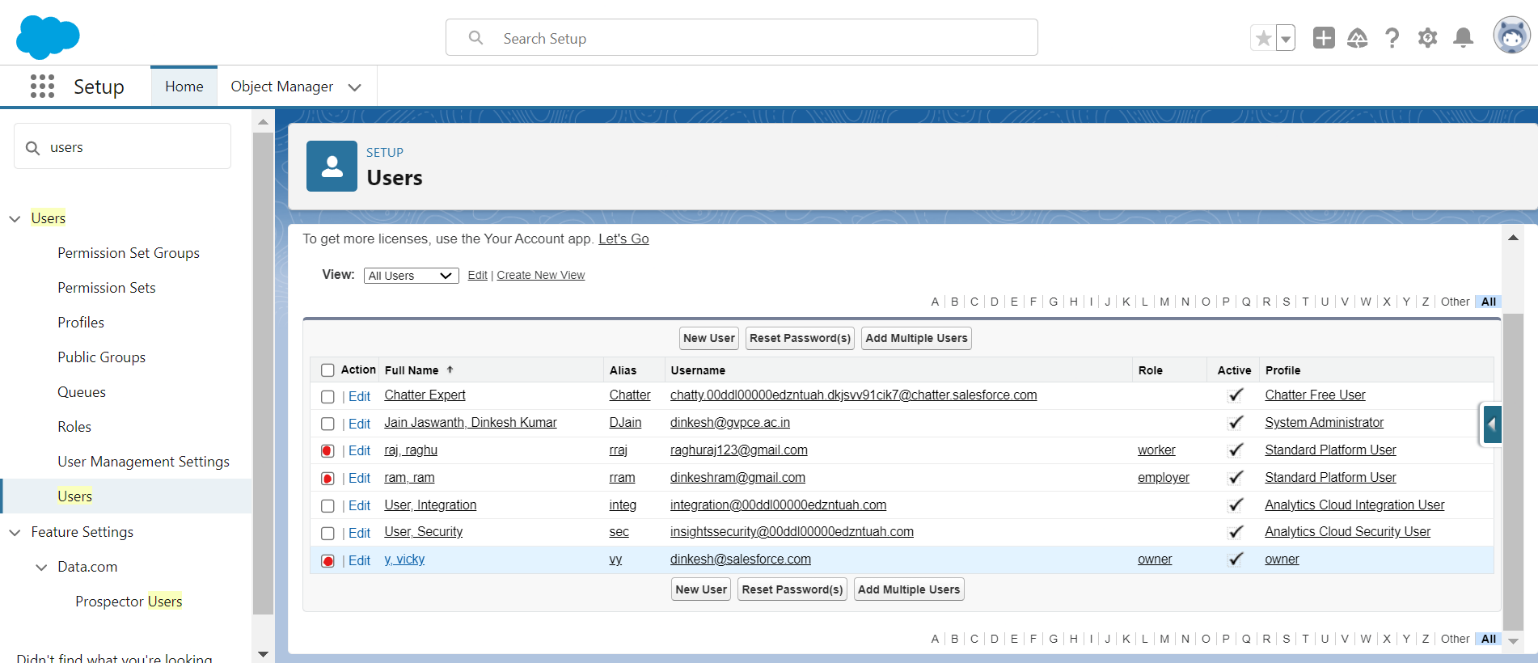 Search Setup
Setup Home Object Manager
users
Users
Permission Set Groups
Permission Sets
Profiles
Public Groups
Queues
Roles
User Management Settings
Users
Feature Settings
Data.com
Prospector Users
Didn't find what you're looking
SETUP
Users
To get more licenses, use the Your Account app. Let's Go
View: All Users Edit | Create New View
A | B | C | D | E | F | G | H | I | J | K | L | M | N | O | P | Q | R | S | T | U | V | W | X | Y | Z | Other All
New User Reset Password(s) Add Multiple Users
Action Full Name ↑ Alias Username Role Active Profile
| Edit Chatter Expert Chatter chatty.00ddl00000edzntuah.dkjsvv91cik7@chatter.salesforce.com Chatter Free User
| Edit Jain Jaswanth, Dinkesh Kumar DJain dinkesh@gvpce.ac.in System Administrator
| Edit raj, raghu rraj raghuraj123@gmail.com worker Standard Platform User
| Edit ram, ram rram dinkeshram@gmail.com employer Standard Platform User
| Edit User, Integration integ integration@00ddl00000edzntuah.com Analytics Cloud Integration User
| Edit User, Security sec insightssecurity@00ddl00000edzntuah.com Analytics Cloud Security User
| Edit y, vicky vy dinkesh@salesforce.com owner owner
New User Reset Password(s) Add Multiple Users
A | B | C | D | E | F | G | H | I | J | K | L | M | N | O | P | Q | R | S | T | U | V | W | X | Y | Z | Other All